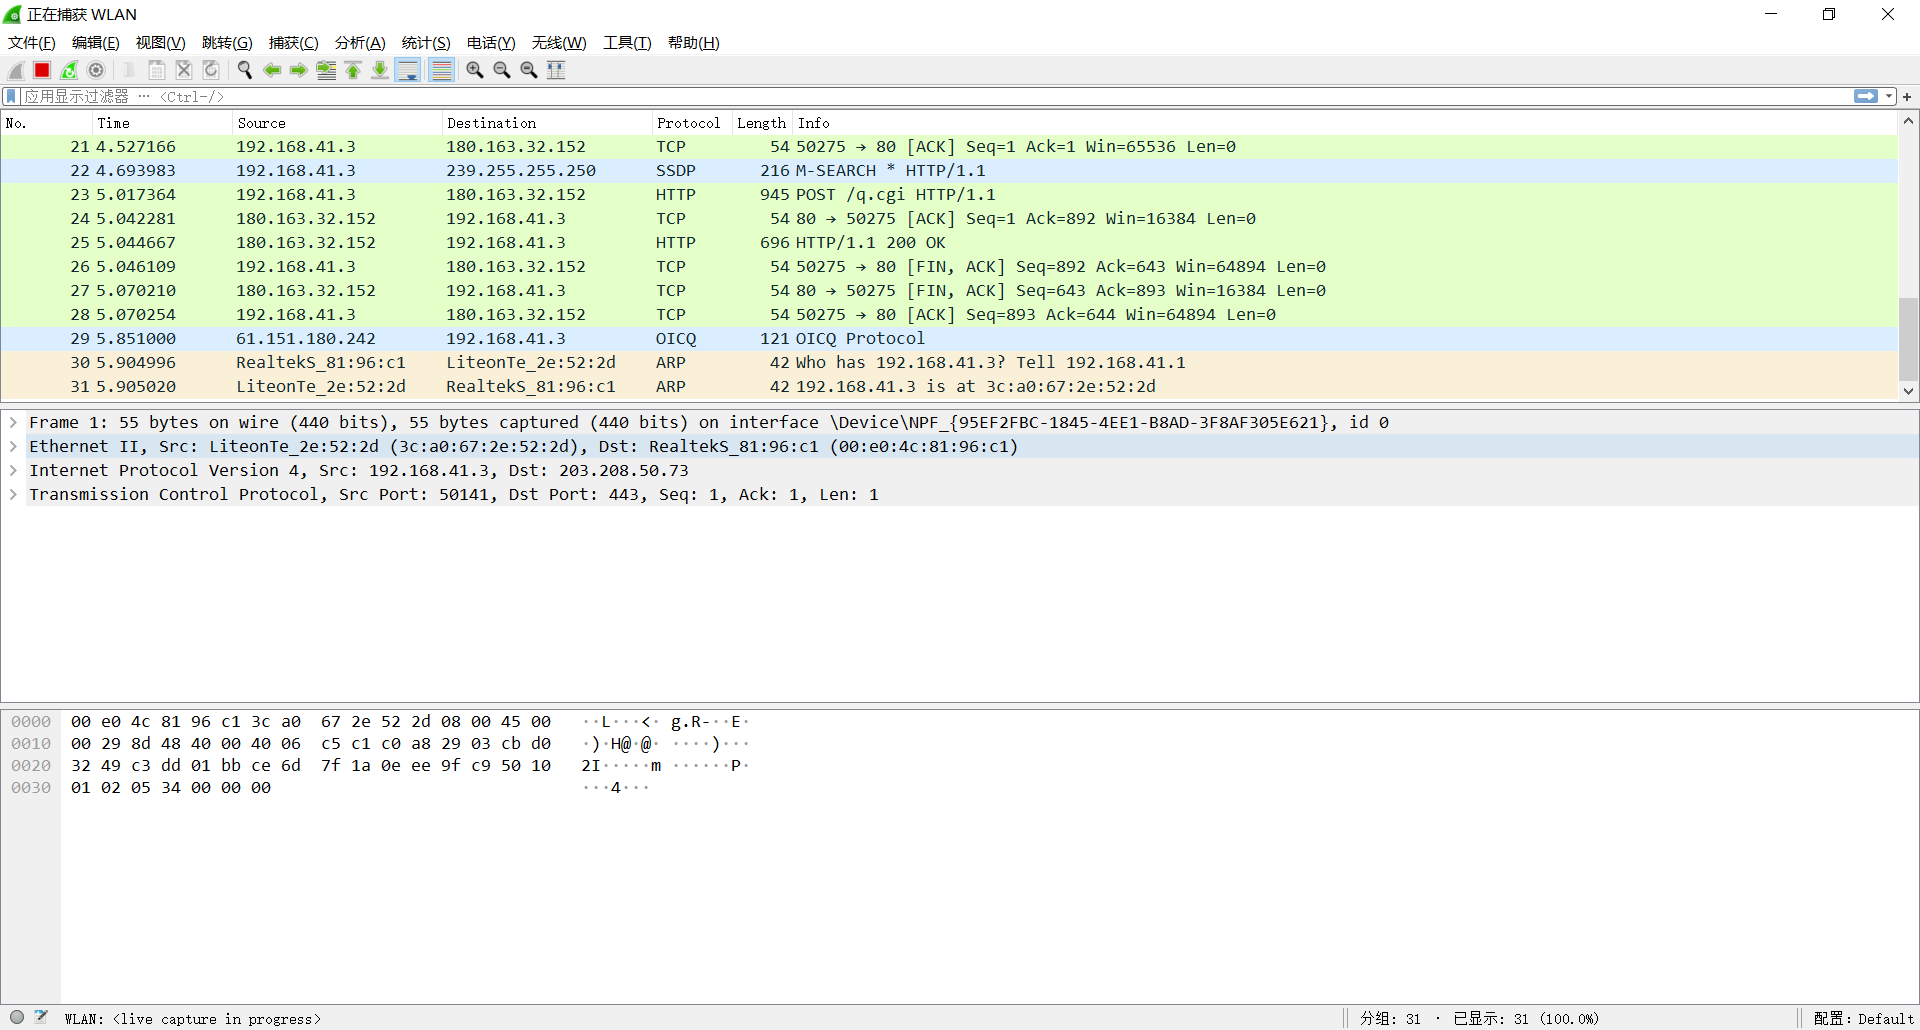 正在捕获 WLAN
文件(F) 编辑(E) 视图(V) 跳转(G) 捕获(C) 分析(A) 统计(S) 电话(Y) 无线(W) 工具(T) 帮助(H)
应用显示过滤器 … <Ctrl-/>
No. Time Source Destination Protocol Length Info
21 4.527166 192.168.41.3 180.163.32.152 TCP 54 50275 → 80 [ACK] Seq=1 Ack=1 Win=65536 Len=0
22 4.693983 192.168.41.3 239.255.255.250 SSDP 216 M-SEARCH * HTTP/1.1
23 5.017364 192.168.41.3 180.163.32.152 HTTP 945 POST /q.cgi HTTP/1.1
24 5.042281 180.163.32.152 192.168.41.3 TCP 54 80 → 50275 [ACK] Seq=1 Ack=892 Win=16384 Len=0
25 5.044667 180.163.32.152 192.168.41.3 HTTP 696 HTTP/1.1 200 OK
26 5.046109 192.168.41.3 180.163.32.152 TCP 54 50275 → 80 [FIN, ACK] Seq=892 Ack=643 Win=64894 Len=0
27 5.070210 180.163.32.152 192.168.41.3 TCP 54 80 → 50275 [FIN, ACK] Seq=643 Ack=893 Win=16384 Len=0
28 5.070254 192.168.41.3 180.163.32.152 TCP 54 50275 → 80 [ACK] Seq=893 Ack=644 Win=64894 Len=0
29 5.851000 61.151.180.242 192.168.41.3 OICQ 121 OICQ Protocol
30 5.904996 RealtekS_81:96:c1 LiteonTe_2e:52:2d ARP 42 Who has 192.168.41.3? Tell 192.168.41.1
31 5.905020 LiteonTe_2e:52:2d RealtekS_81:96:c1 ARP 42 192.168.41.3 is at 3c:a0:67:2e:52:2d
Frame 1: 55 bytes on wire (440 bits), 55 bytes captured (440 bits) on interface \Device\NPF_{95EF2FBC-1845-4EE1-B8AD-3F8AF305E621}, id 0
Ethernet II, Src: LiteonTe_2e:52:2d (3c:a0:67:2e:52:2d), Dst: RealtekS_81:96:c1 (00:e0:4c:81:96:c1)
Internet Protocol Version 4, Src: 192.168.41.3, Dst: 203.208.50.73
Transmission Control Protocol, Src Port: 50141, Dst Port: 443, Seq: 1, Ack: 1, Len: 1
0000 00 e0 4c 81 96 c1 3c a0 67 2e 52 2d 08 00 45 00 ··L···<· g.R-··E·
0010 00 29 8d 48 40 00 40 06 c5 c1 c0 a8 29 03 cb d0 ·)·H@·@· ····)···
0020 32 49 c3 dd 01 bb ce 6d 7f 1a 0e ee 9f c9 50 10 2I·····m ······P·
0030 01 02 05 34 00 00 00 ···4···
WLAN: <live capture in progress> 分组: 31 · 已显示: 31 (100.0%) 配置: Default